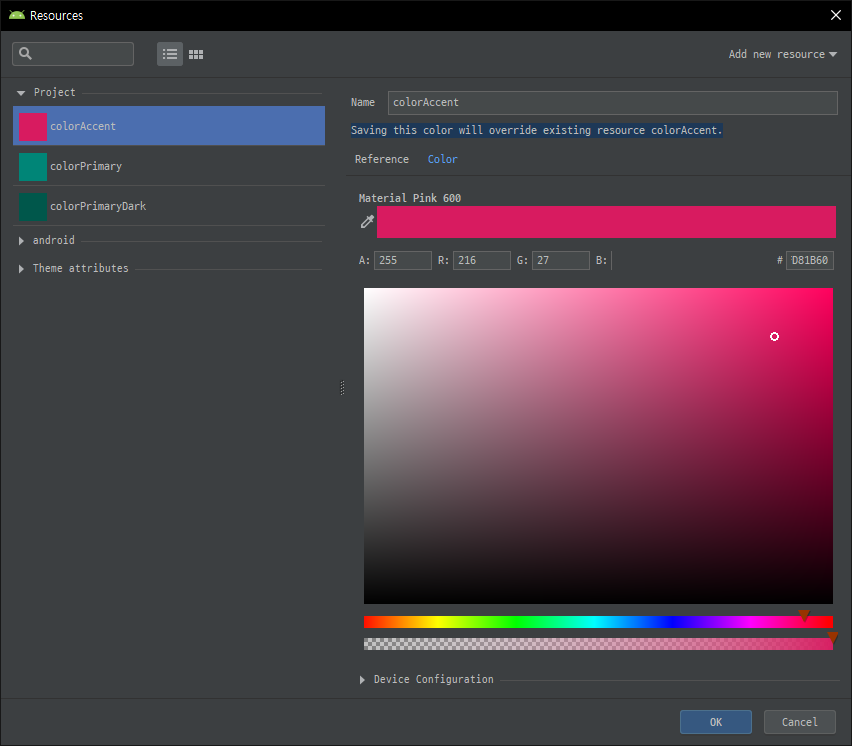 Resources
Add new resource
Project
colorAccent
colorPrimary
colorPrimaryDark
android
Theme attributes
Name colorAccent
Saving this color will override existing resource colorAccent.
Reference Color
Material Pink 600
A: 255 R: 216 G: 27 B: # D81B60
Device Configuration
OK Cancel